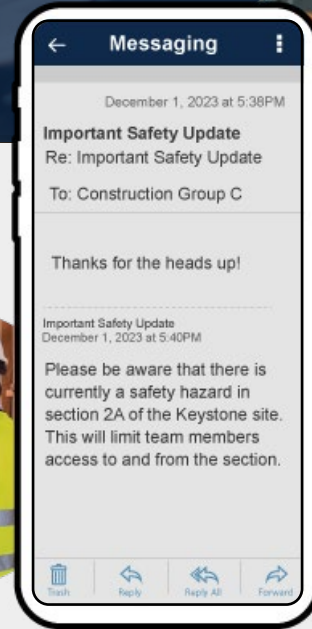 Messaging
December 1, 2023 at 5:38PM
Important Safety Update
Re: Important Safety Update
To: Construction Group C
Thanks for the heads up!
Important Safety Update
December 1, 2023 at 5:40PM
Please be aware that there is
currently a safety hazard in
section 2A of the Keystone site.
This will limit team members
access to and from the section.
Trash Reply Reply All Forward